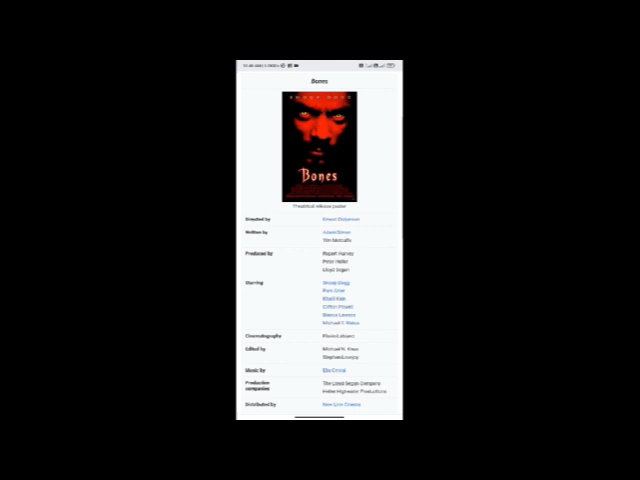 Bones
SNOOP DOGG
Bones
Theatrical release poster
Directed by
Ernest Dickerson
Written by
Adam Simon
Tim Metcalfe
Produced by
Rupert Harvey
Peter Heller
Lloyd Segan
Starring
Snoop Dogg
Pam Grier
Khalil Kain
Clifton Powell
Bianca Lawson
Michael T. Weiss
Cinematography
Flavio Labiano
Edited by
Michael N. Knue
Stephen Lovejoy
Music by
Elia Cmiral
Production
companies
The Lloyd Segan Company
Heller Highwater Productions
Distributed by
New Line Cinema